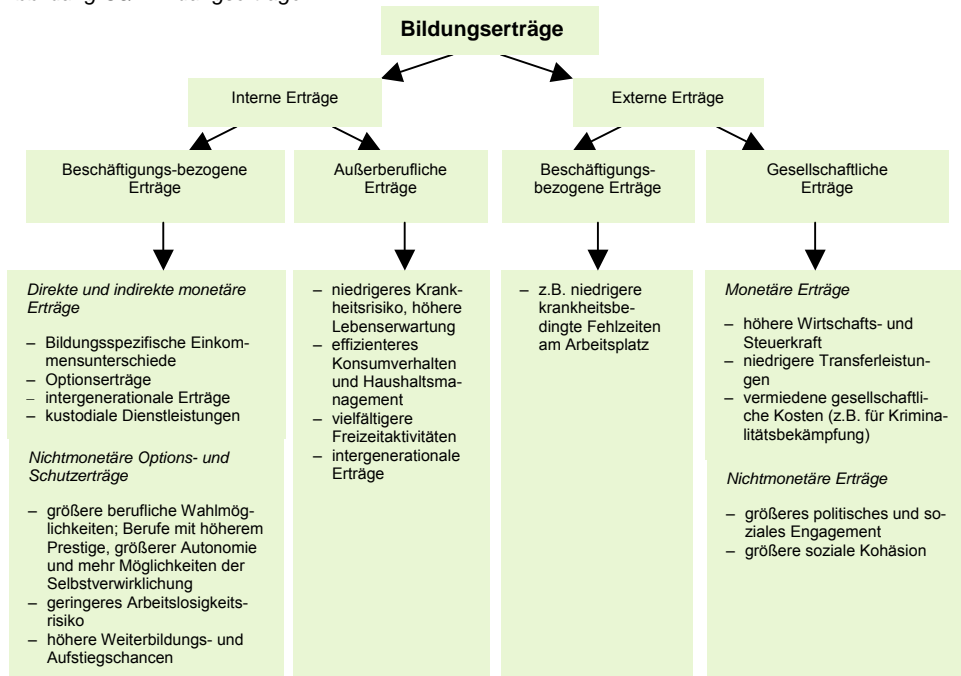 Bildungserträge
Interne Erträge
Externe Erträge
Beschäftigungs-bezogene
Erträge
Außerberufliche
Erträge
Beschäftigungs-
bezogene Erträge
Gesellschaftliche
Erträge
Direkte und indirekte monetäre
Erträge
– Bildungsspezifische Einkom-
mensunterschiede
– Optionserträge
– intergenerationale Erträge
– kustodiale Dienstleistungen
Nichtmonetäre Options- und
Schutzerträge
– größere berufliche Wahlmög-
lichkeiten; Berufe mit höherem
Prestige, größerer Autonomie
und mehr Möglichkeiten der
Selbstverwirklichung
– geringeres Arbeitslosigkeits-
risiko
– höhere Weiterbildungs- und
Aufstiegschancen
– niedrigeres Krank-
heitsrisiko, höhere
Lebenserwartung
– effizienteres
Konsumverhalten
und Haushaltsma-
nagement
– vielfältigere
Freizeitaktivitäten
– intergenerationale
Erträge
– z.B. niedrigere
krankheitsbe-
dingte Fehlzeiten
am Arbeitsplatz
Monetäre Erträge
– höhere Wirtschafts- und
Steuerkraft
– niedrigere Transferleistun-
gen
– vermiedene gesellschaftli-
che Kosten (z.B. für Krimina-
litätsbekämpfung)
Nichtmonetäre Erträge
– größeres politisches und so-
ziales Engagement
– größere soziale Kohäsion